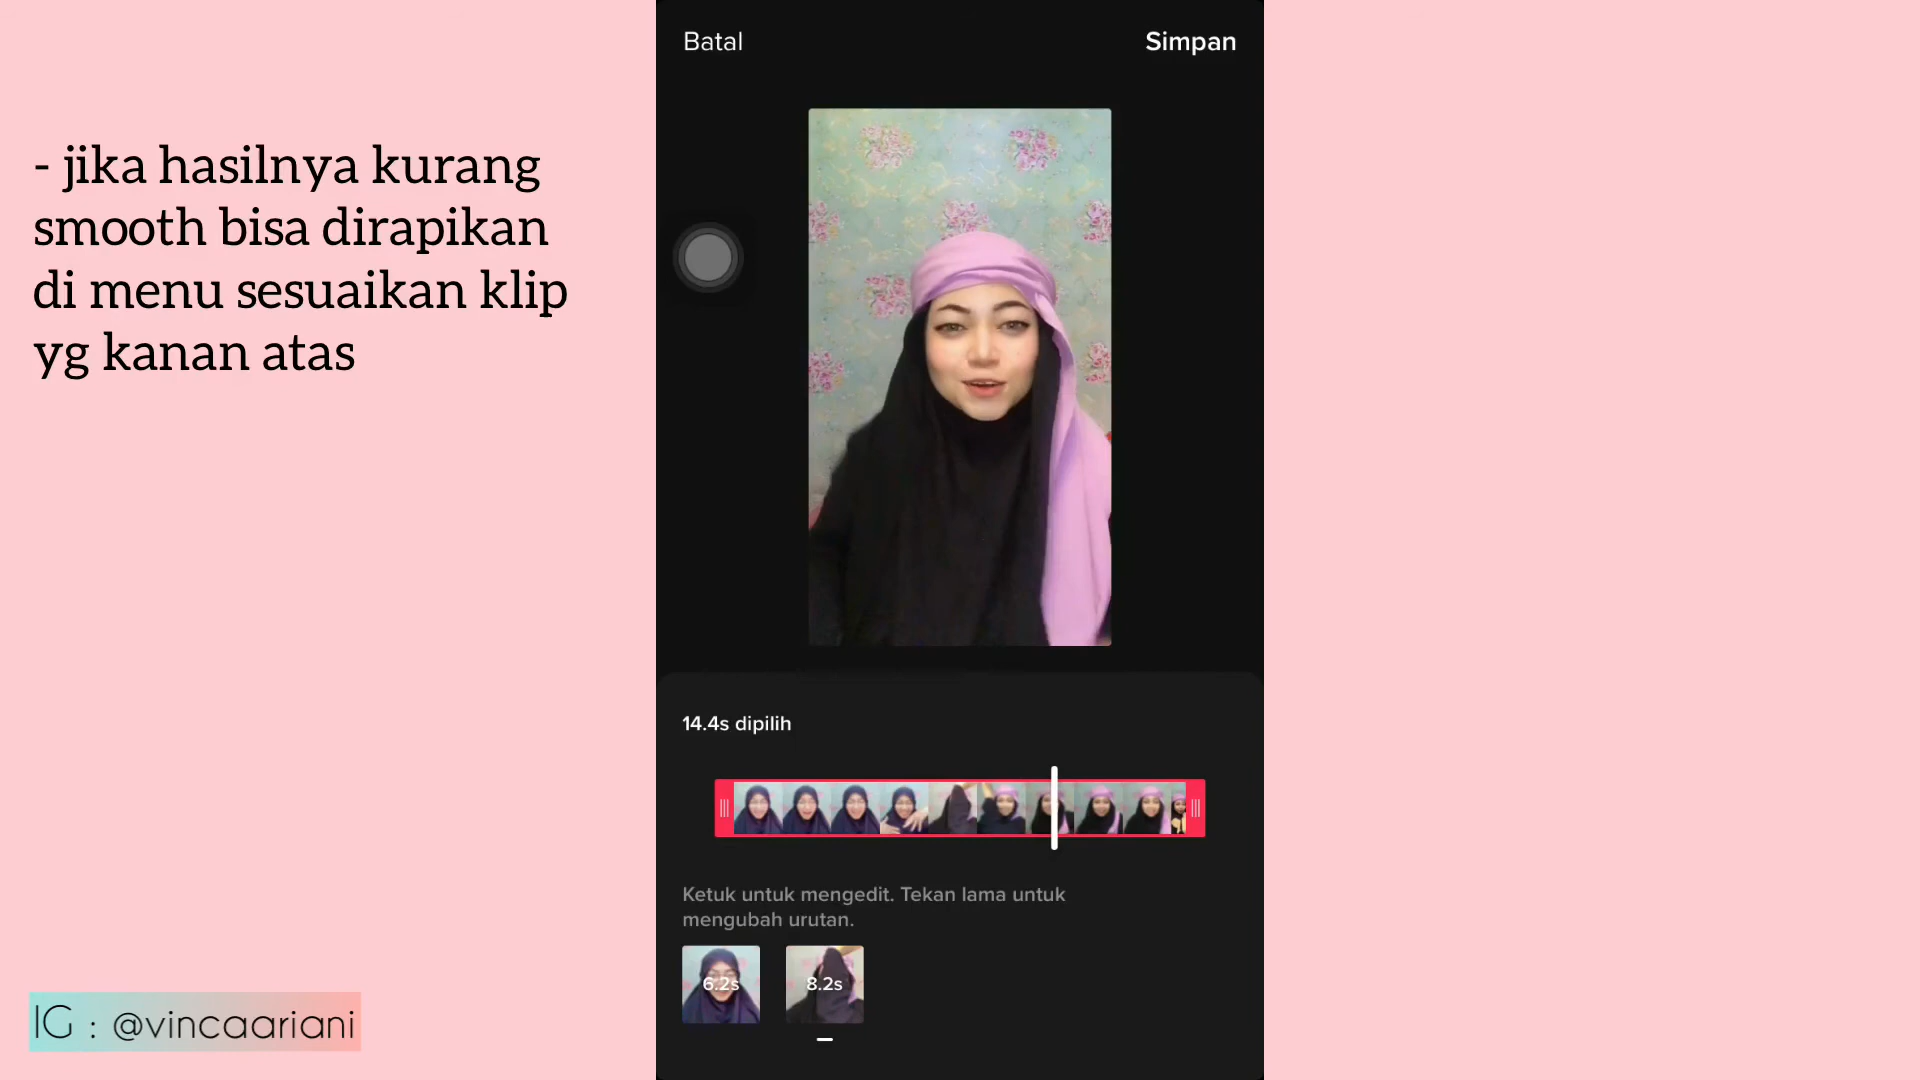 - jika hasilnya kurang
smooth bisa dirapikan
di menu sesuaikan klip
yg kanan atas
Batal
Simpan
14.4s dipilih
Ketuk untuk mengedit. Tekan lama untuk
mengubah urutan.
6.2s
8.2s
IG : @vincaariani